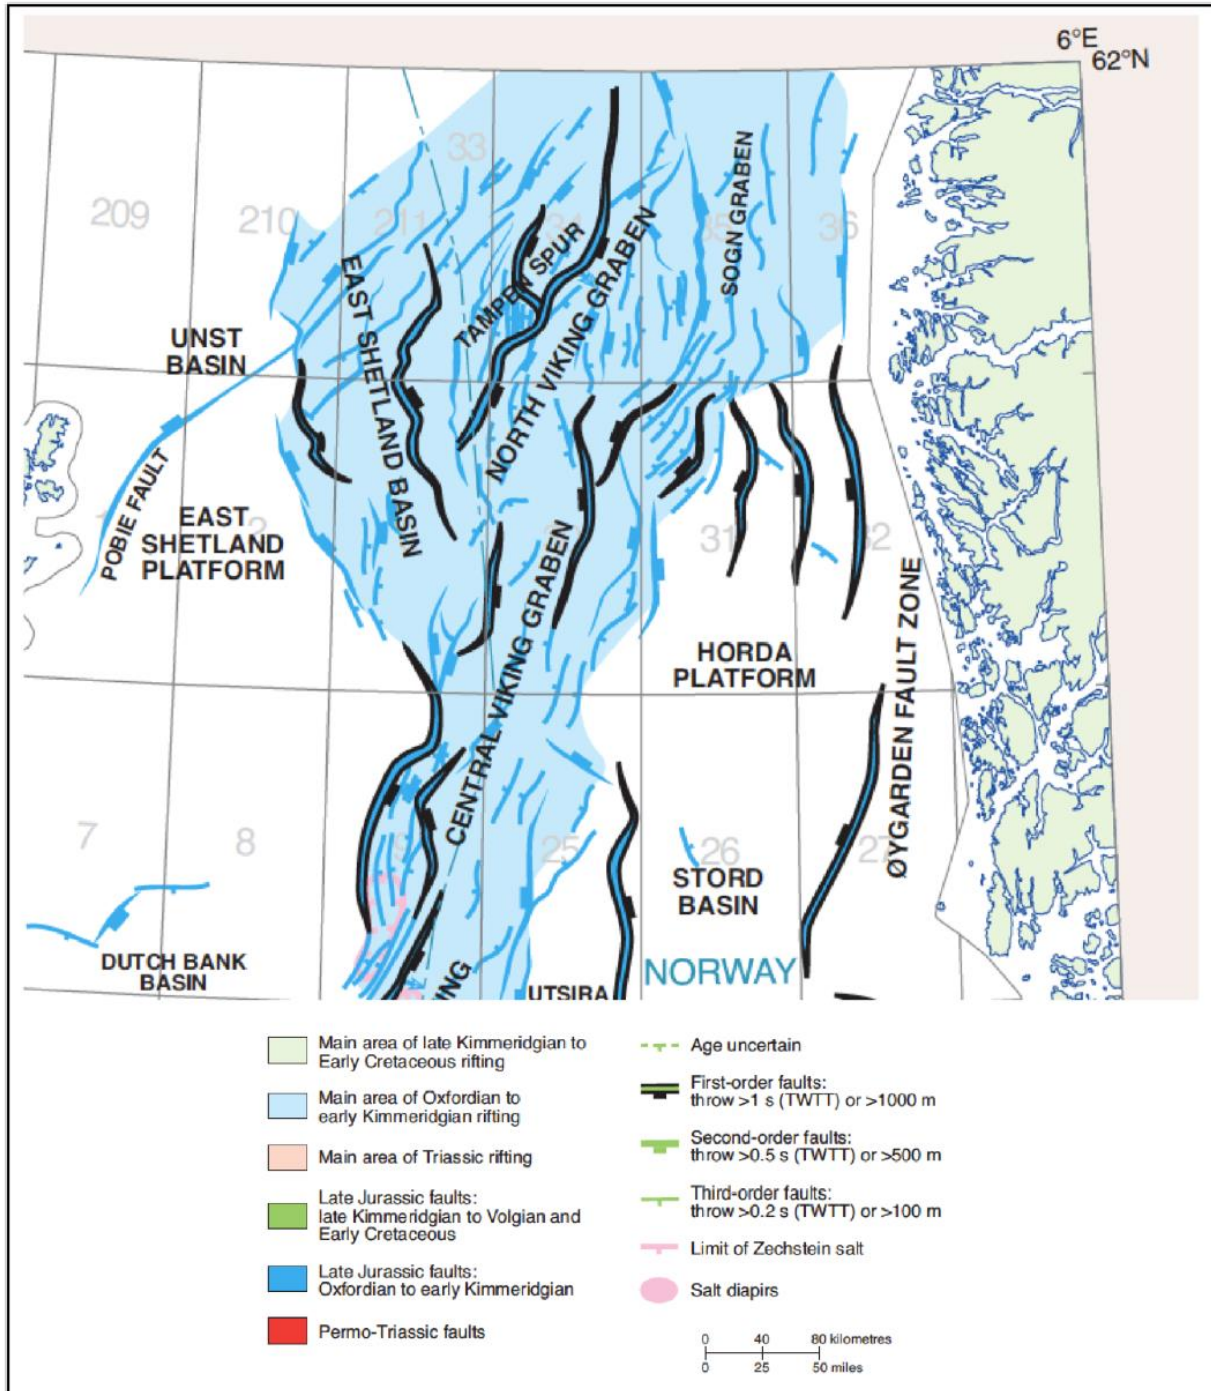 6°E
62°N
33
209
210
211
34
35
36
SOGN GRABEN
TAMPEN SPUR
NORTH VIKING GRABEN
EAST SHETLAND BASIN
UNST
BASIN
POBIE FAULT
EAST
SHETLAND
PLATFORM
2
31
32
CENTRAL VIKING GRABEN
HORDA
PLATFORM
ØYGARDEN FAULT ZONE
7
8
9
25
26
27
STORD
BASIN
DUTCH BANK
BASIN
ING
UTSIRA
NORWAY
Main area of late Kimmeridgian to
Early Cretaceous rifting
Main area of Oxfordian to
early Kimmeridgian rifting
Main area of Triassic rifting
Late Jurassic faults:
late Kimmeridgian to Volgian and
Early Cretaceous
Late Jurassic faults:
Oxfordian to early Kimmeridgian
Permo-Triassic faults
Age uncertain
First-order faults:
throw >1 s (TWTT) or >1000 m
Second-order faults:
throw >0.5 s (TWTT) or >500 m
Third-order faults:
throw >0.2 s (TWTT) or >100 m
Limit of Zechstein salt
Salt diapirs
0 40 80 kilometres
0 25 50 miles